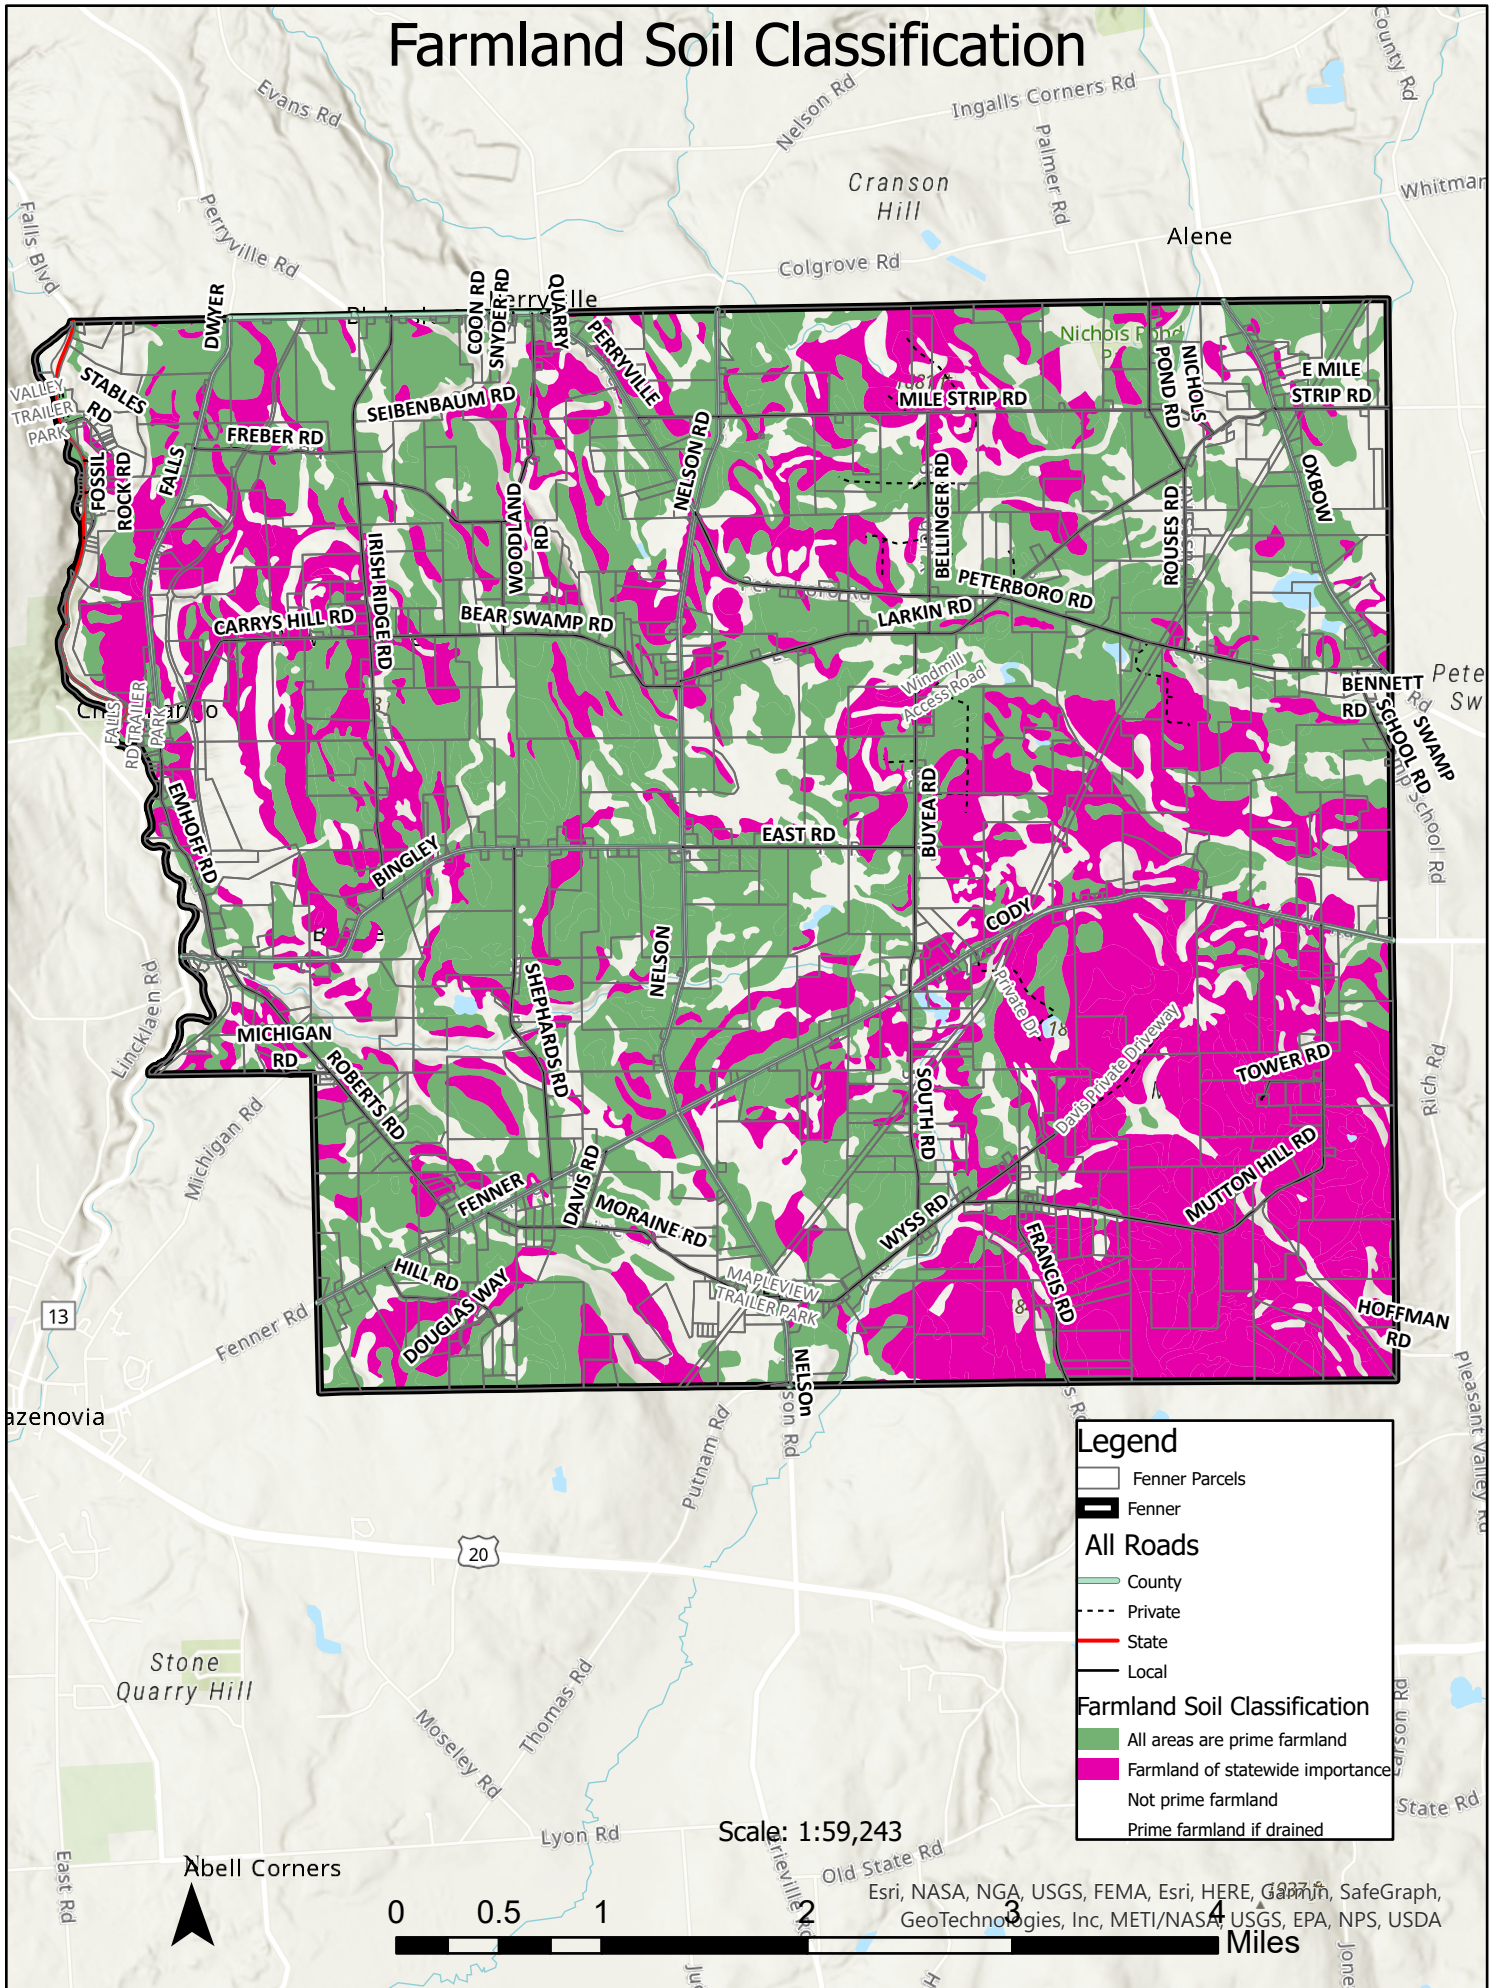 Farmland Soil Classification
County Rd
Evans Rd
Nelson Rd
Ingalls Corners Rd
Palmer Rd
Cranson
Hill
Falls Blvd
Perryville Rd
Alene
Colgrove Rd
DWYER
COON RD
SNYDER RD
QUARRY
PERRYVILLE
VALLEY
TRAILER
PARK
STABLES
RD
SEIBENBAUM RD
FREBER RD
FALLS
FOSSIL
ROCK RD
NELSON RD
MILE STRIP RD
POND RD
NICHOLS
E MILE
STRIP RD
OXBOW
BELLINGER RD
ROUSES RD
WOODLAND
RD
IRISH RIDGE RD
CARRYS HILL RD
BEAR SWAMP RD
LARKIN RD
PETERBORO RD
Windmill
Access Road
BENNETT
RD
SWAMP
SCHOOL RD
FALLS
RD TRAILER
PARK
EMHOFF RD
BINGLEY
EAST RD
BUYEA RD
CODY
NELSON
SHEPHARDS RD
Private Dr
Lincklaen Rd
MICHIGAN
RD
ROBERTS RD
Michigan Rd
SOUTH RD
Davis Private Driveway
TOWER RD
Rich Rd
MUTTON HILL RD
FENNER
DAVIS RD
MORAINE RD
WYSS RD
FRANCIS RD
HILL RD
DOUGLAS WAY
MAPLEVIEW
TRAILER PARK
HOFFMAN
RD
13
Fenner Rd
NELSOn
Putnam Rd
Pleasant Valley Rd
azenovia
20
Legend
Fenner Parcels
Fenner
All Roads
County
Private
State
Local
Farmland Soil Classification
All areas are prime farmland
Farmland of statewide importance
Not prime farmland
Prime farmland if drained
Stone
Quarry Hill
Moseley Rd
Thomas Rd
Larson Rd
State Rd
Lyon Rd
Scale: 1:59,243
Old State Rd
Abell Corners
N
East Rd
Esri, NASA, NGA, USGS, FEMA, Esri, HERE, Garmin, SafeGraph,
GeoTechnologies, Inc, METI/NASA, USGS, EPA, NPS, USDA
0 0.5 1 2 3 4
Miles